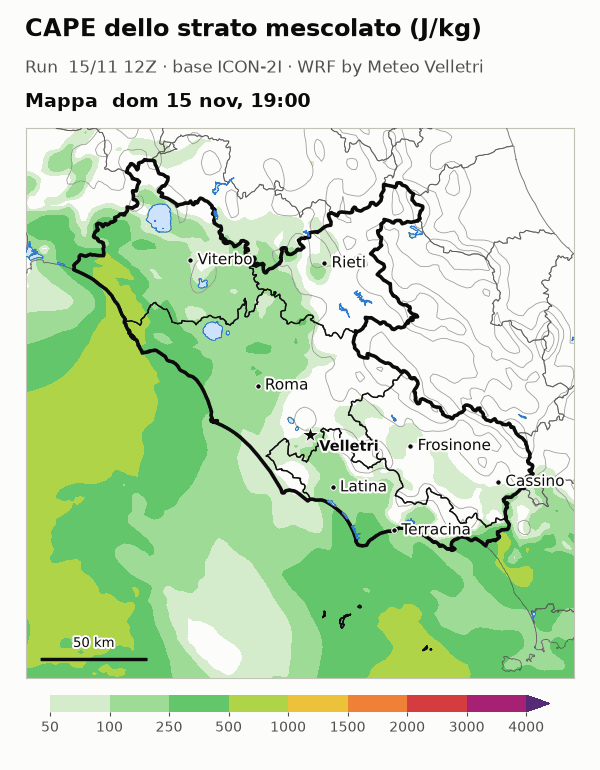 CAPE dello strato mescolato (J/kg)
Run  15/11 12Z · base ICON-2I · WRF by Meteo Velletri
Mappa  dom 15 nov, 19:00
Viterbo
Rieti
Roma
Velletri
Frosinone
Latina
Cassino
Terracina
50 km
50 100 250 500 1000 1500 2000 3000 4000